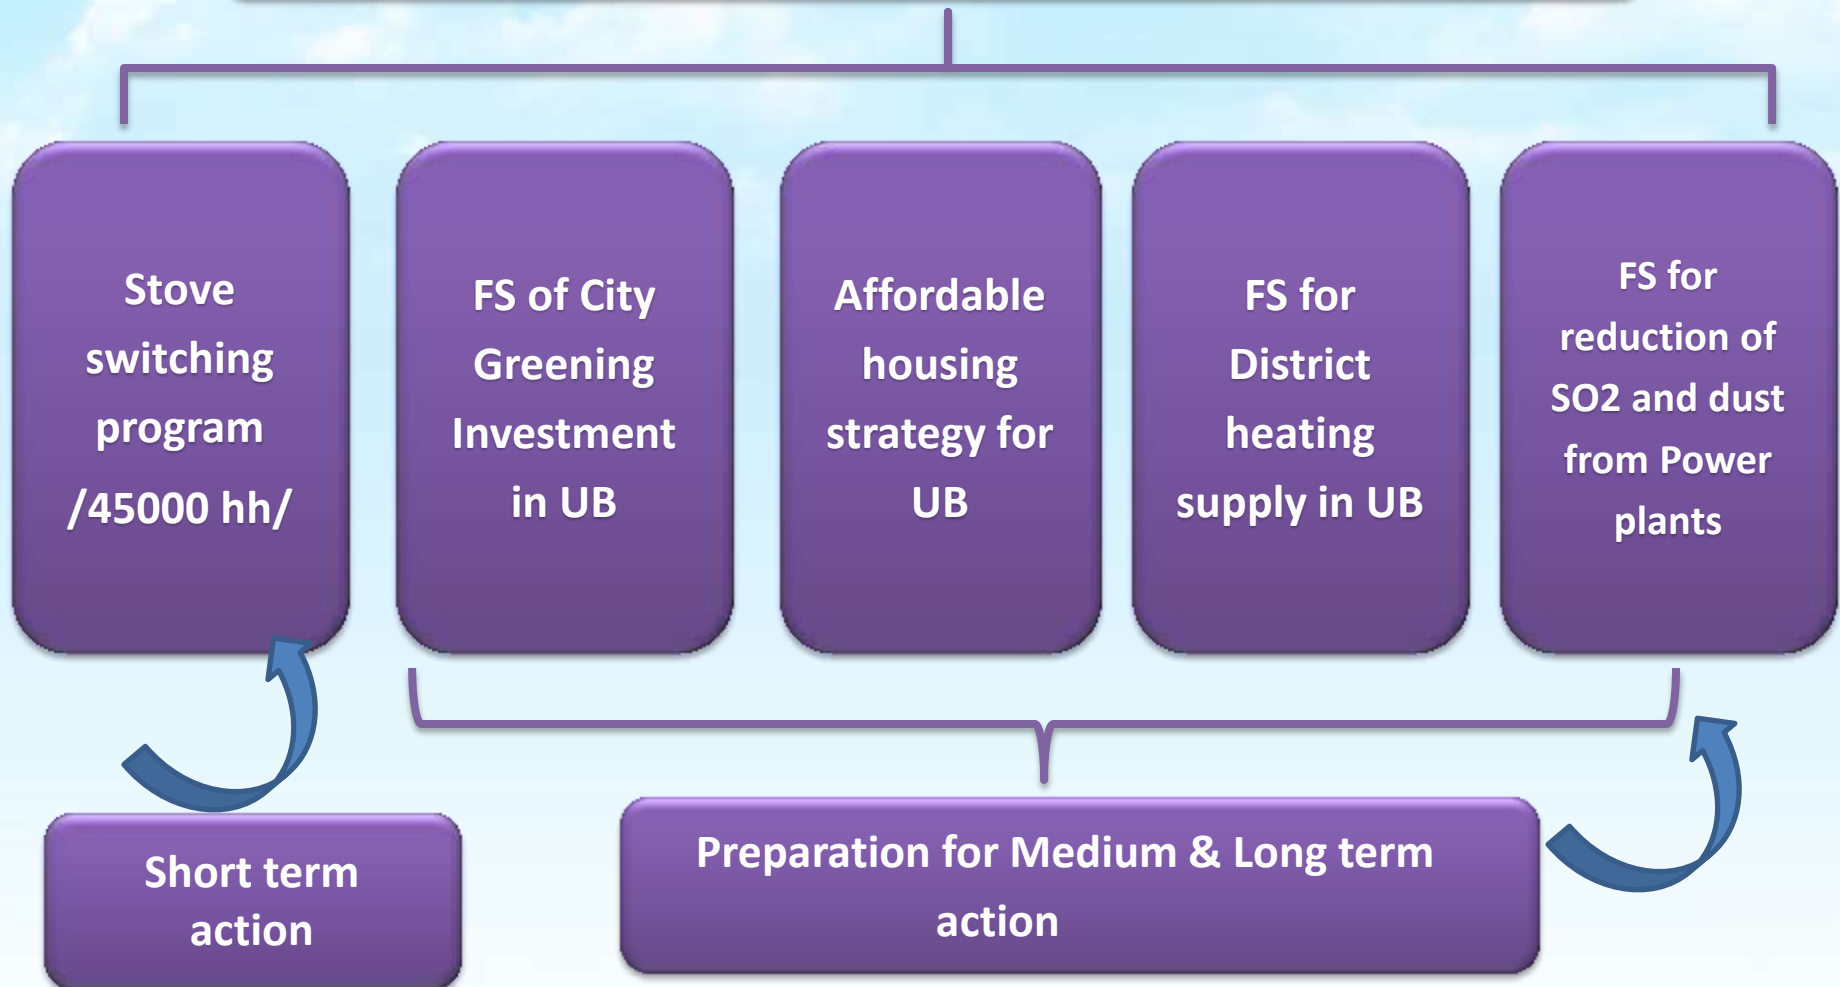 Stove
switching
program
/45000 hh/
FS of City
Greening
Investment
in UB
Affordable
housing
strategy for
UB
FS for
District
heating
supply in UB
FS for
reduction of
SO2 and dust
from Power
plants
Short term
action
Preparation for Medium & Long term
action